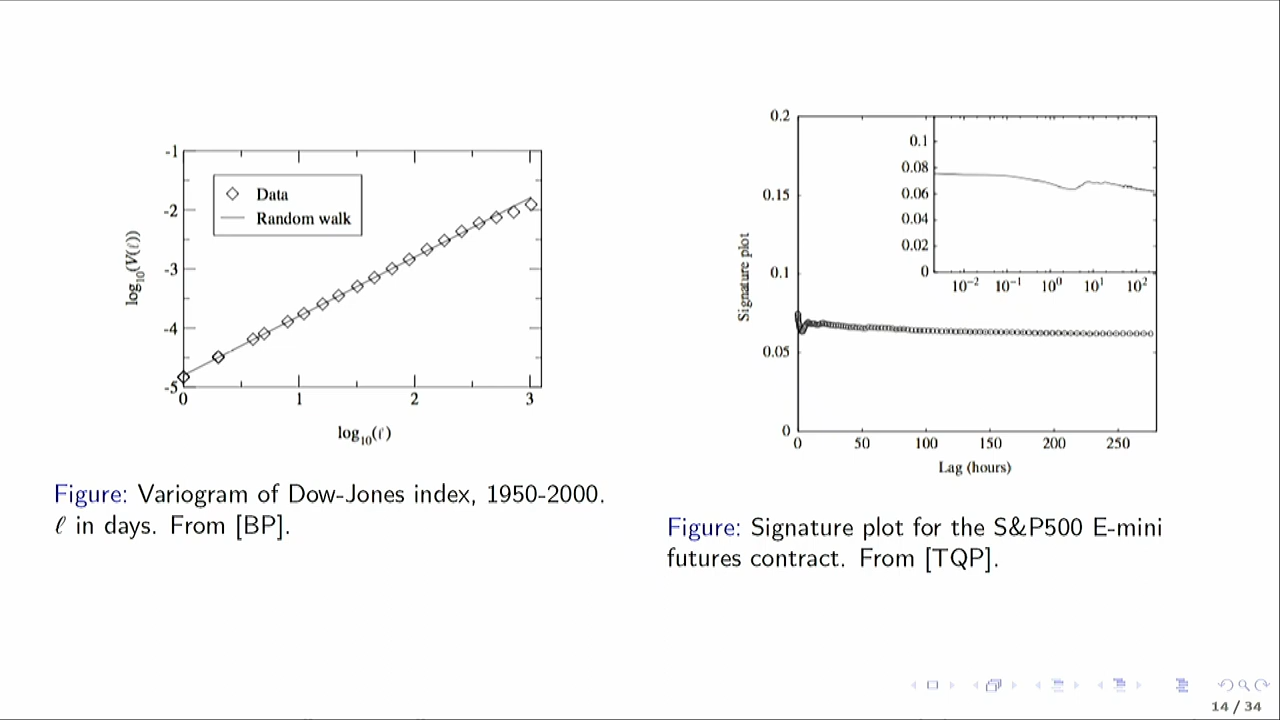 -1
-2
-3
-4
-5
0
1
2
3
log10(V(ℓ))
Data
Random walk
log10(ℓ)
Figure: Variogram of Dow-Jones index, 1950-2000.
ℓ in days. From [BP].
0.2
0.15
0.1
0.05
0
Signature plot
0.1
0.08
0.06
0.04
0.02
0
10^-2
10^-1
10^0
10^1
10^2
0
50
100
150
200
250
Lag (hours)
Figure: Signature plot for the S&P500 E-mini
futures contract. From [TQP].
14 / 34